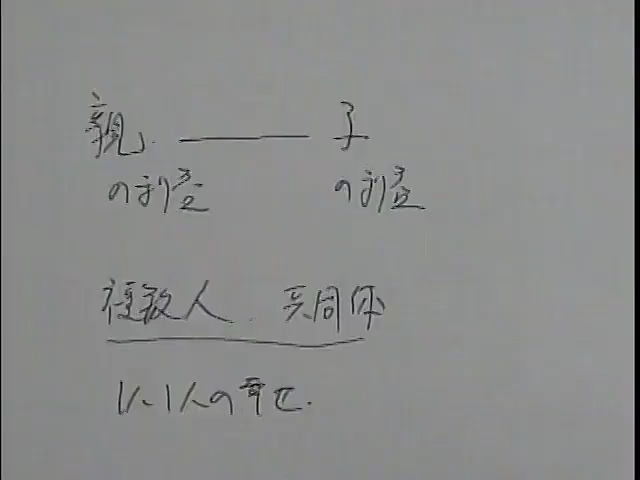 親 ― 子
の利益 の利益
複数人 共同体
1人1人の幸せ.